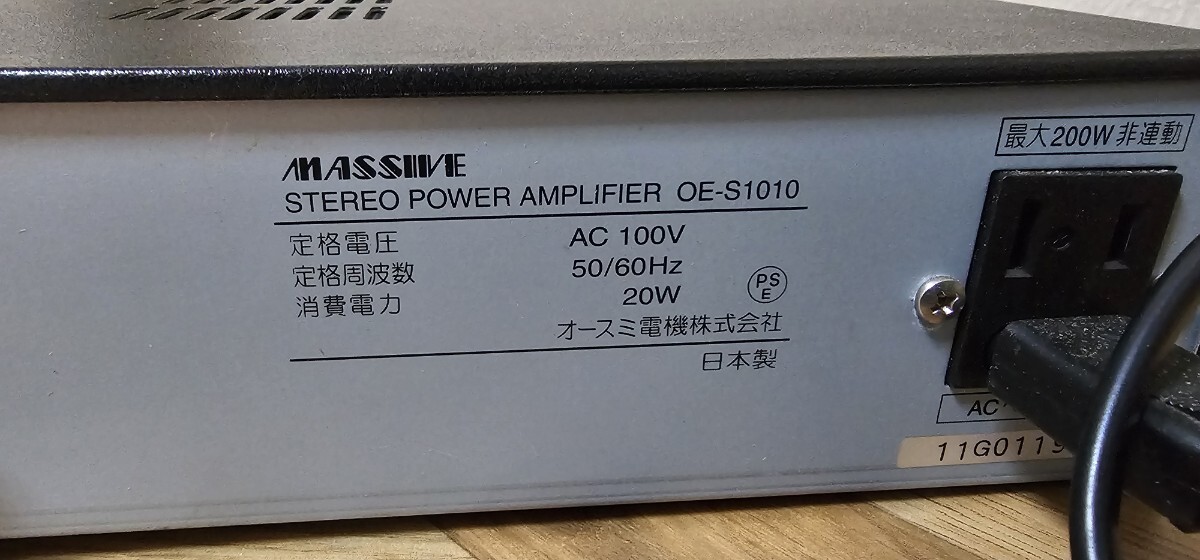 MASSIVE
STEREO POWER AMPLIFIER OE-S1010
定格電圧 AC 100V
定格周波数 50/60Hz
消費電力 20W
PS
E
オースミ電機株式会社
日本製
最大200W 非連動
AC
11G0119